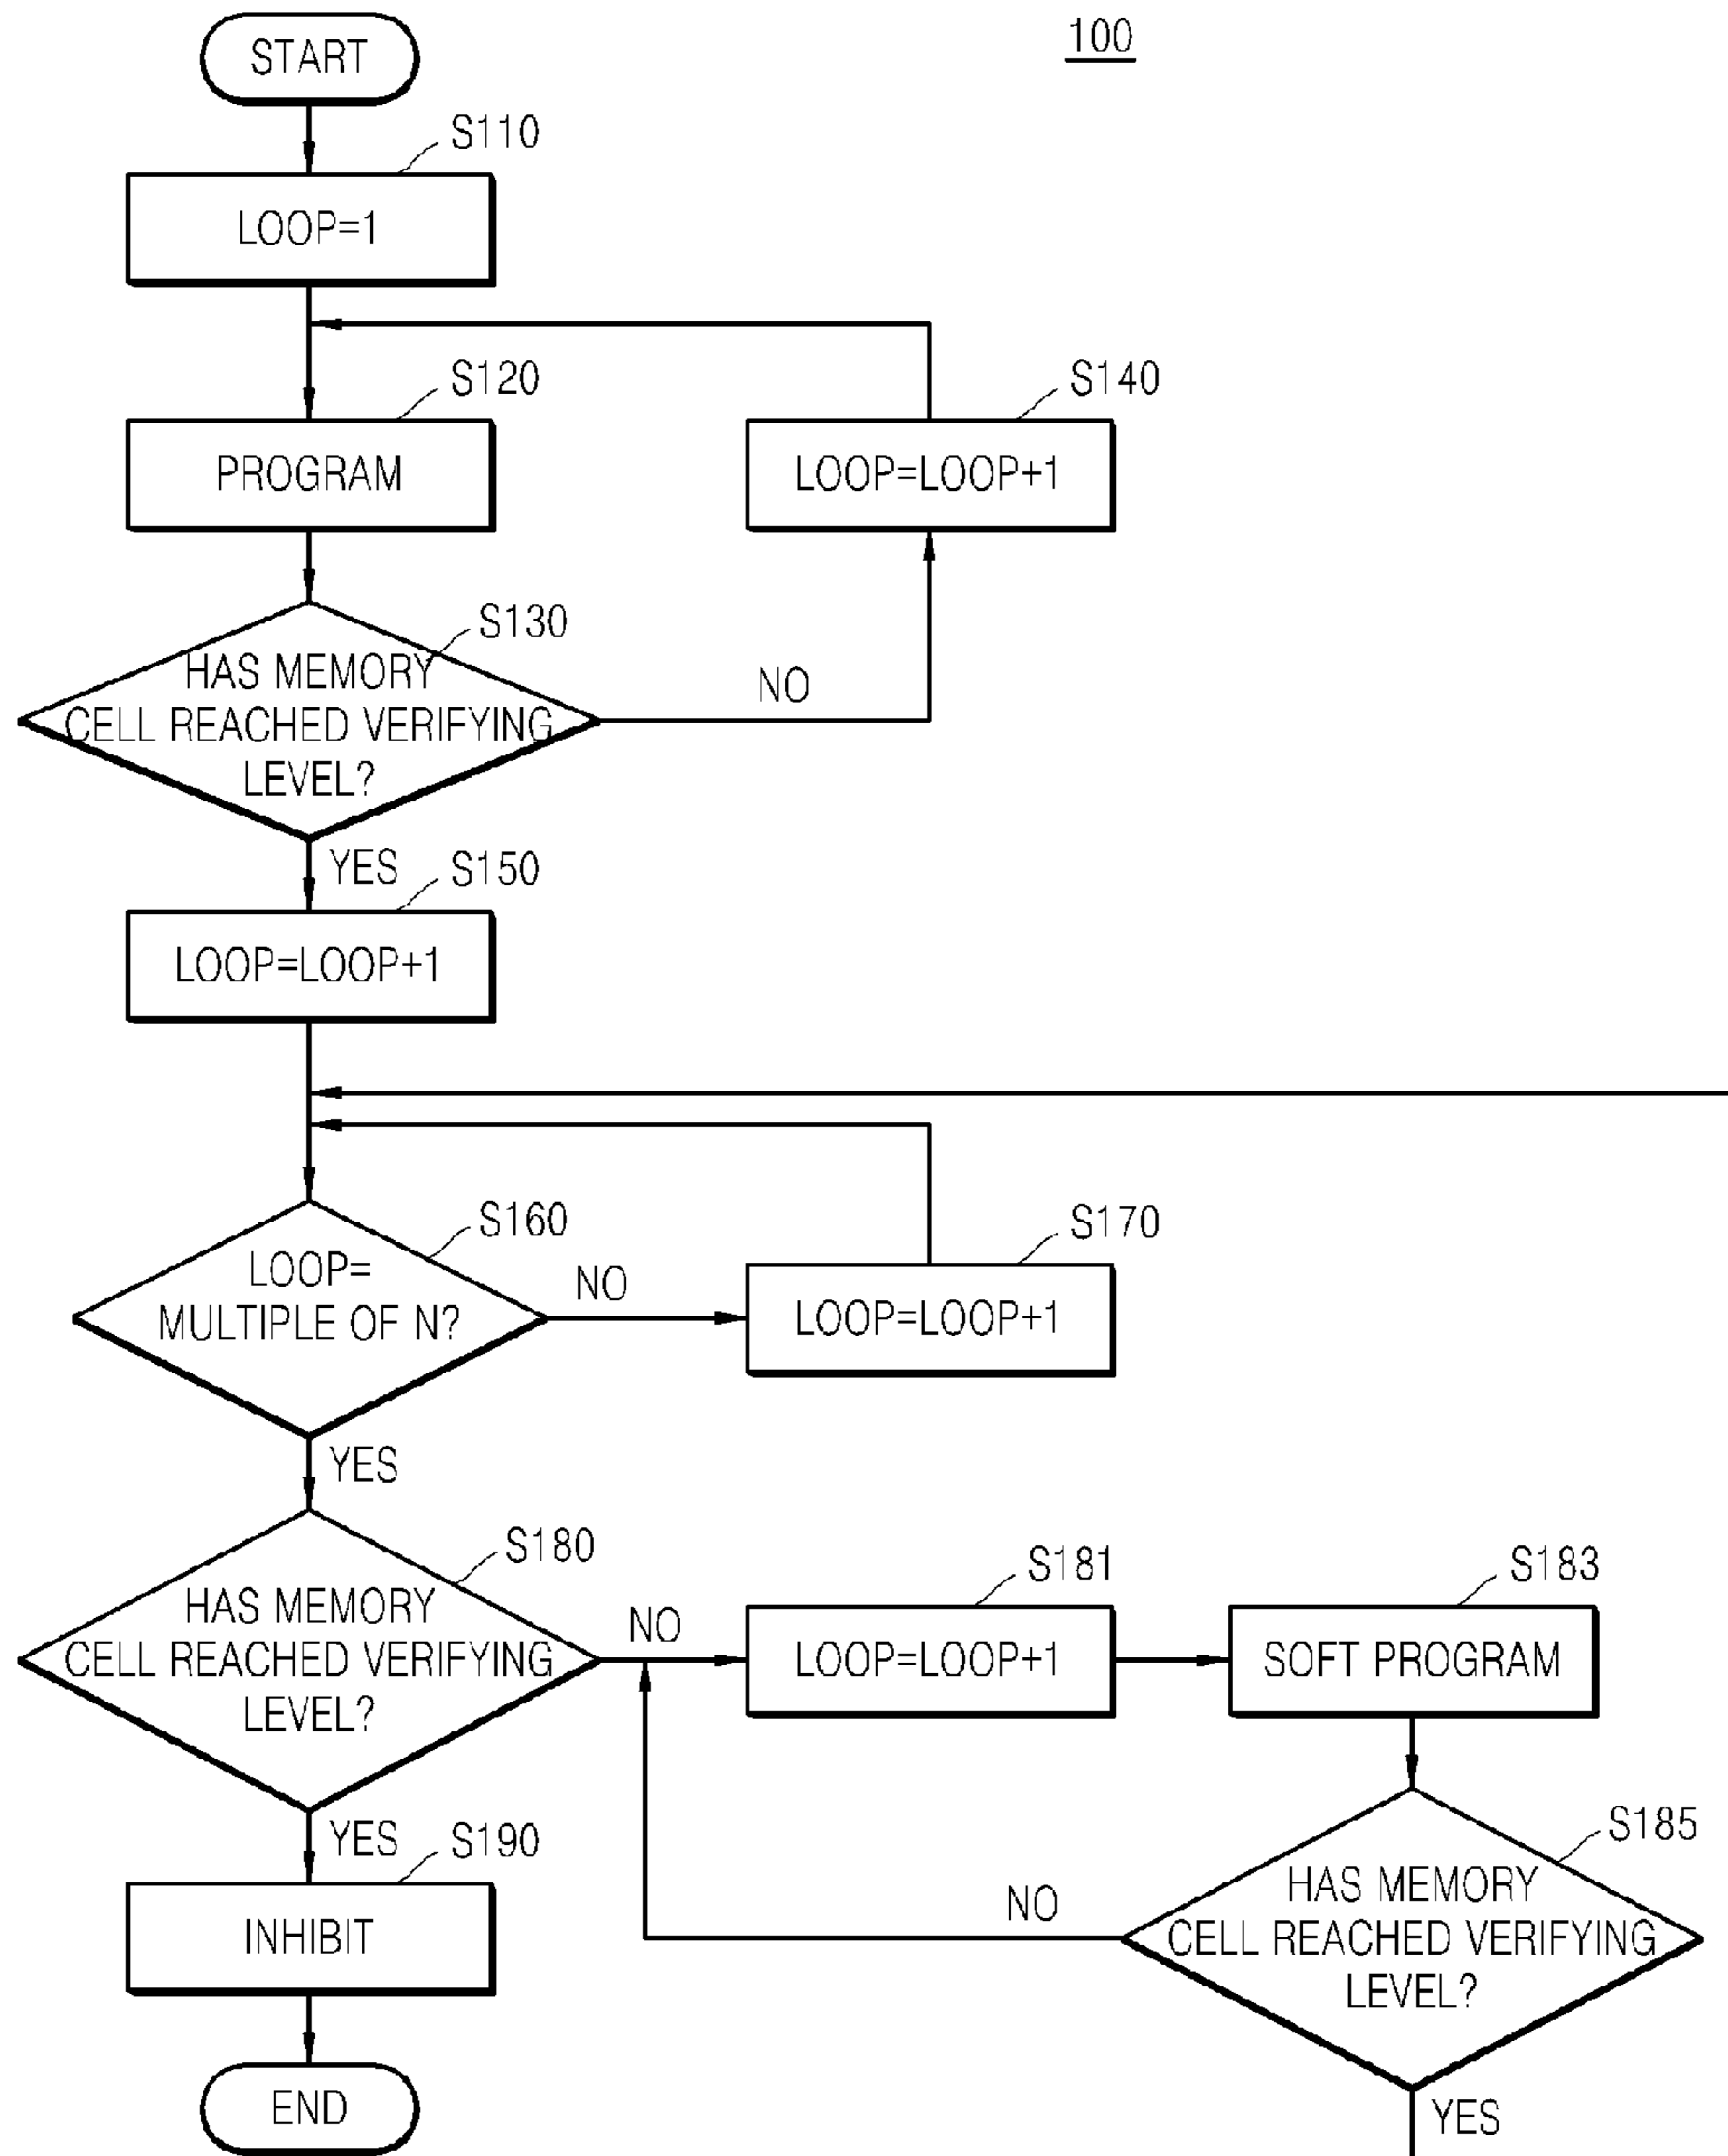 100
START
S110
LOOP=1
S120
PROGRAM
S140
LOOP=LOOP+1
S130
HAS MEMORY
CELL REACHED VERIFYING
LEVEL?
NO
YES
S150
LOOP=LOOP+1
S160
LOOP=
MULTIPLE OF N?
NO
S170
LOOP=LOOP+1
YES
S180
HAS MEMORY
CELL REACHED VERIFYING
LEVEL?
NO
S181
LOOP=LOOP+1
S183
SOFT PROGRAM
S185
HAS MEMORY
CELL REACHED VERIFYING
LEVEL?
NO
YES
YES
S190
INHIBIT
END